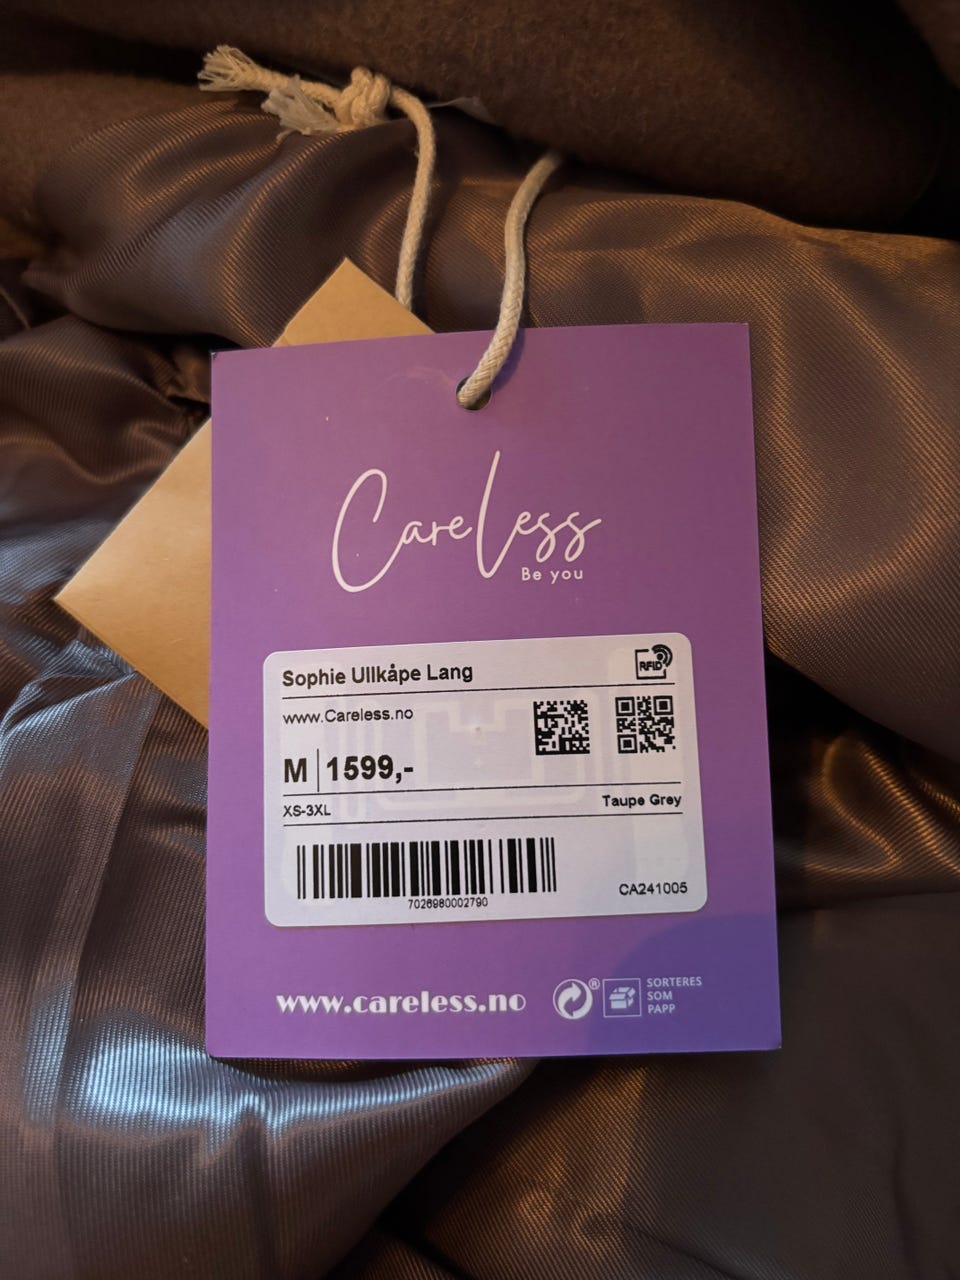 Careless
Be you
Sophie Ullkåpe Lang
RFID
www.Careless.no
M 1599,-
XS-3XL Taupe Grey
7026980002790
CA241005
www.careless.no
®
SORTERES
SOM
PAPP